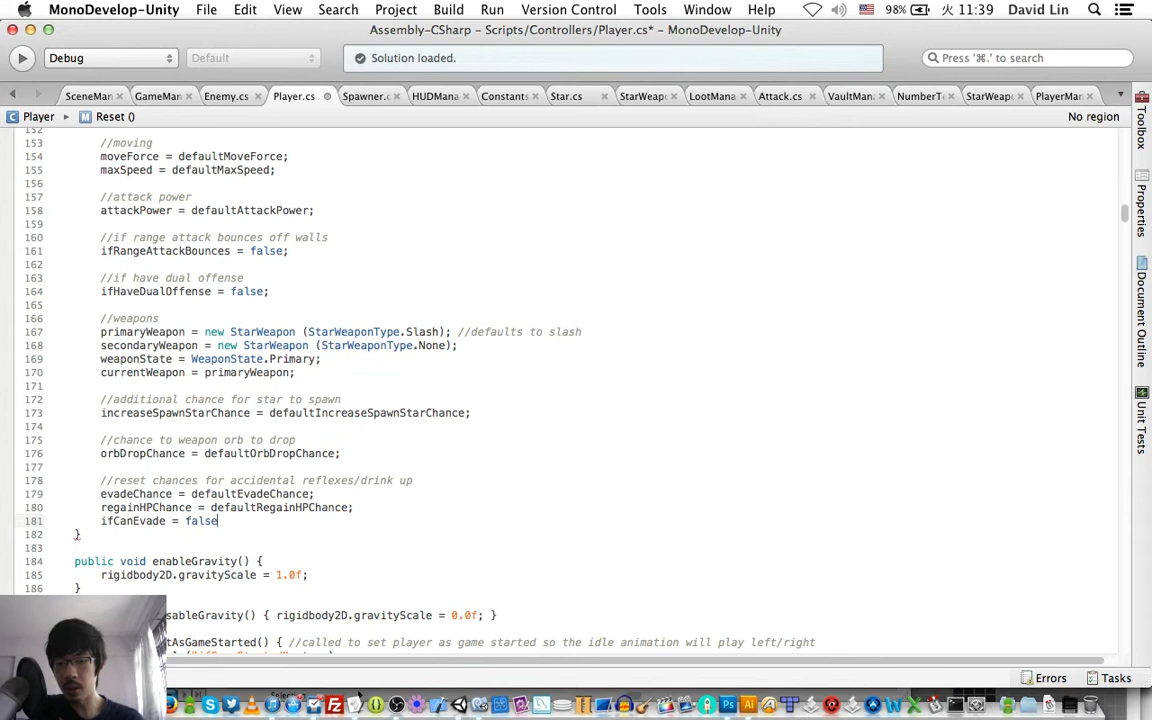 MonoDevelop-Unity File Edit View Search Project Build Run Version Control Tools Window Help 98% 火 11:39 David Lin
Assembly-CSharp - Scripts/Controllers/Player.cs* - MonoDevelop-Unity
Debug Default Solution loaded. Press '⌘.' to search
SceneMan GameMan Enemy.cs Player.cs Spawner.c HUDMana Constants Star.cs StarWeap LootMana Attack.cs VaultMan NumberT StarWeap PlayerMan
Player Reset () No region
152
153 //moving
154 moveForce = defaultMoveForce;
155 maxSpeed = defaultMaxSpeed;
156
157 //attack power
158 attackPower = defaultAttackPower;
159
160 //if range attack bounces off walls
161 ifRangeAttackBounces = false;
162
163 //if have dual offense
164 ifHaveDualOffense = false;
165
166 //weapons
167 primaryWeapon = new StarWeapon (StarWeaponType.Slash); //defaults to slash
168 secondaryWeapon = new StarWeapon (StarWeaponType.None);
169 weaponState = WeaponState.Primary;
170 currentWeapon = primaryWeapon;
171
172 //additional chance for star to spawn
173 increaseSpawnStarChance = defaultIncreaseSpawnStarChance;
174
175 //chance to weapon orb to drop
176 orbDropChance = defaultOrbDropChance;
177
178 //reset chances for accidental reflexes/drink up
179 evadeChance = defaultEvadeChance;
180 regainHPChance = defaultRegainHPChance;
181 ifCanEvade = false
182 }
183
184 public void enableGravity() {
185 rigidbody2D.gravityScale = 1.0f;
186 }
sableGravity() { rigidbody2D.gravityScale = 0.0f; }
tAsGameStarted() { //called to set player as game started so the idle animation will play left/right
Toolbox
Properties
Document Outline
Unit Tests
Errors Tasks